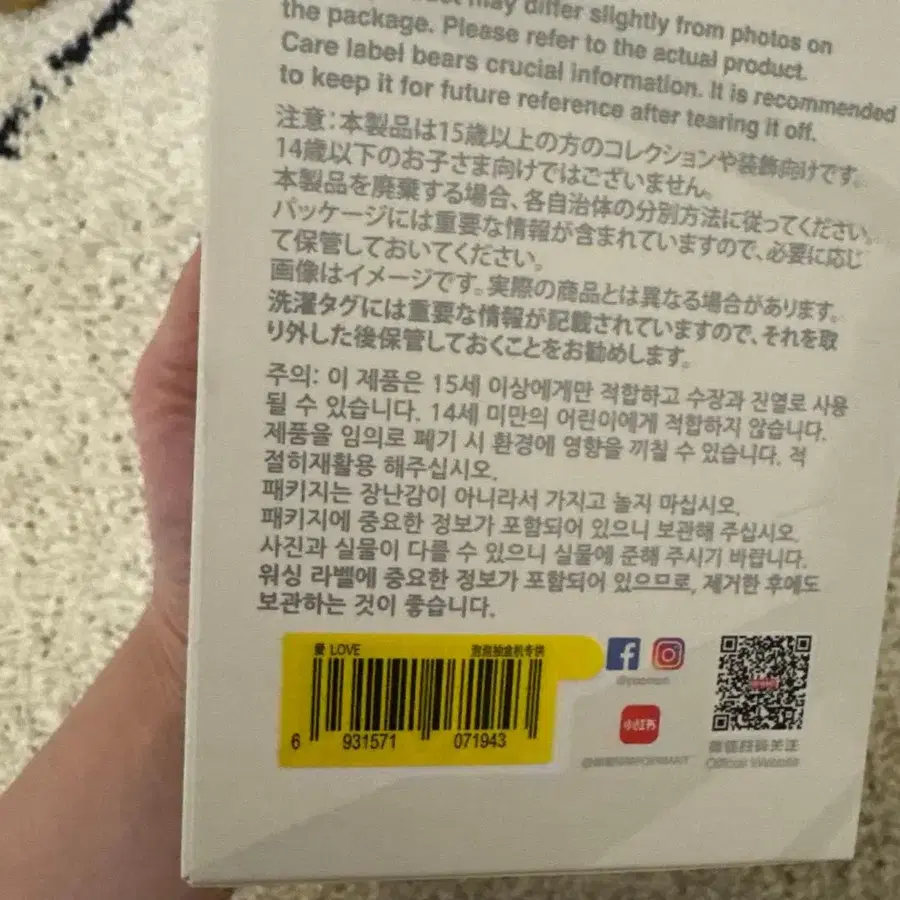 may differ slightly from photos on
the package. Please refer to the actual product.
Care label bears crucial information. It is recommended
to keep it for future reference after tearing it off.
注意:本製品は15歳以上の方のコレクションや装飾向けです。
14歳以下のお子さま向けではございません。
本製品を廃棄する場合、各自治体の分別方法に従ってください。
パッケージには重要な情報が含まれていますので、必要に応じ
て保管しておいてください。
画像はイメージです。実際の商品とは異なる場合があります。
洗濯タグには重要な情報が記載されていますので、それを取
り外した後保管しておくことをお勧めします。
주의: 이 제품은 15세 이상에게만 적합하고 수장과 진열로 사용
될 수 있습니다. 14세 미만의 어린이에게 적합하지 않습니다.
제품을 임의로 폐기 시 환경에 영향을 끼칠 수 있습니다. 적
절히재활용 해주십시오.
패키지는 장난감이 아니라서 가지고 놀지 마십시오.
패키지에 중요한 정보가 포함되어 있으니 보관해 주십시오.
사진과 실물이 다를 수 있으니 실물에 준해 주시기 바랍니다.
워싱 라벨에 중요한 정보가 포함되어 있으므로, 제거한 후에도
보관하는 것이 좋습니다.
愛 LOVE 泡泡抽盒机专供
6 931571 071943
小红书
Official Website